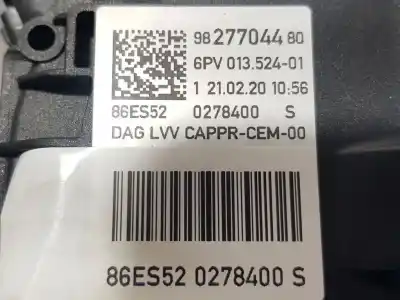 98 277044 80
6PV 013.524-01
1 21.02.20 10:56
86ES52 0278400 S
DAG LVV CAPPR-CEM-00
86ES52 0278400 S